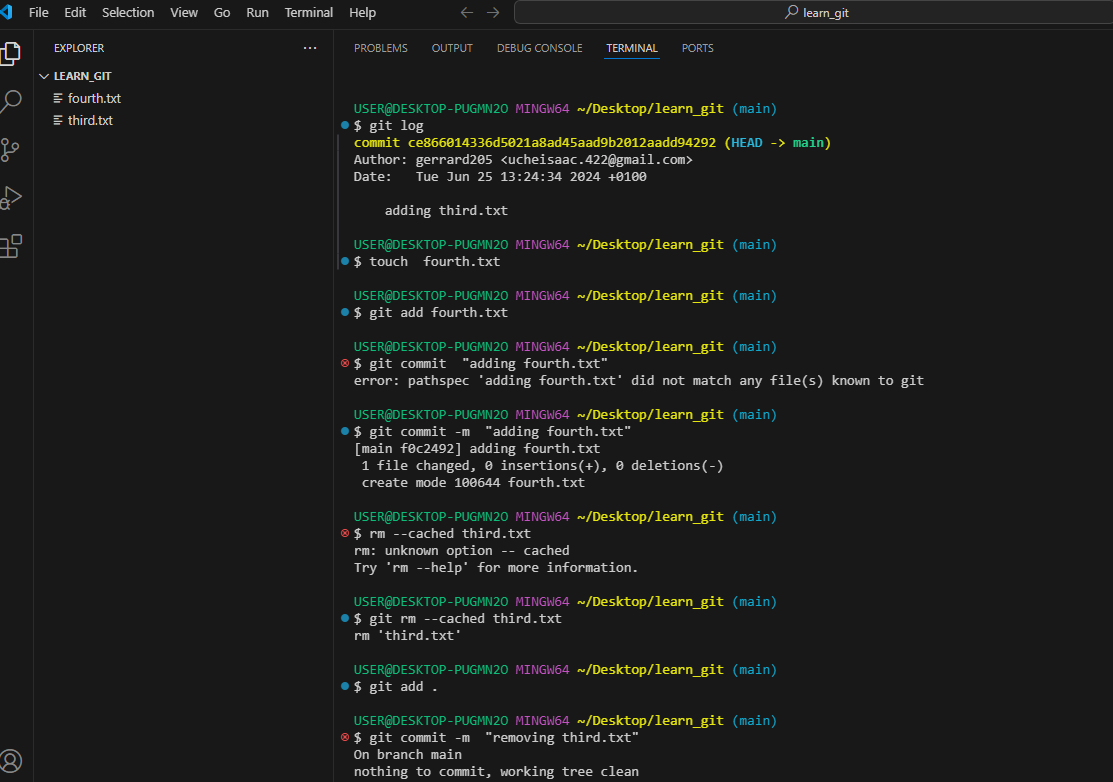 File Edit Selection View Go Run Terminal Help
learn_git
EXPLORER
LEARN_GIT
fourth.txt
third.txt
PROBLEMS OUTPUT DEBUG CONSOLE TERMINAL PORTS
USER@DESKTOP-PUGMN2O MINGW64 ~/Desktop/learn_git (main)
$ git log
commit ce866014336d5021a8ad45aad9b2012aadd94292 (HEAD -> main)
Author: gerrard205 <ucheisaac.422@gmail.com>
Date:   Tue Jun 25 13:24:34 2024 +0100
adding third.txt
USER@DESKTOP-PUGMN2O MINGW64 ~/Desktop/learn_git (main)
$ touch  fourth.txt
USER@DESKTOP-PUGMN2O MINGW64 ~/Desktop/learn_git (main)
$ git add fourth.txt
USER@DESKTOP-PUGMN2O MINGW64 ~/Desktop/learn_git (main)
$ git commit  "adding fourth.txt"
error: pathspec 'adding fourth.txt' did not match any file(s) known to git
USER@DESKTOP-PUGMN2O MINGW64 ~/Desktop/learn_git (main)
$ git commit -m  "adding fourth.txt"
[main f0c2492] adding fourth.txt
1 file changed, 0 insertions(+), 0 deletions(-)
create mode 100644 fourth.txt
USER@DESKTOP-PUGMN2O MINGW64 ~/Desktop/learn_git (main)
$ rm --cached third.txt
rm: unknown option -- cached
Try 'rm --help' for more information.
USER@DESKTOP-PUGMN2O MINGW64 ~/Desktop/learn_git (main)
$ git rm --cached third.txt
rm 'third.txt'
USER@DESKTOP-PUGMN2O MINGW64 ~/Desktop/learn_git (main)
$ git add .
USER@DESKTOP-PUGMN2O MINGW64 ~/Desktop/learn_git (main)
$ git commit -m  "removing third.txt"
On branch main
nothing to commit, working tree clean